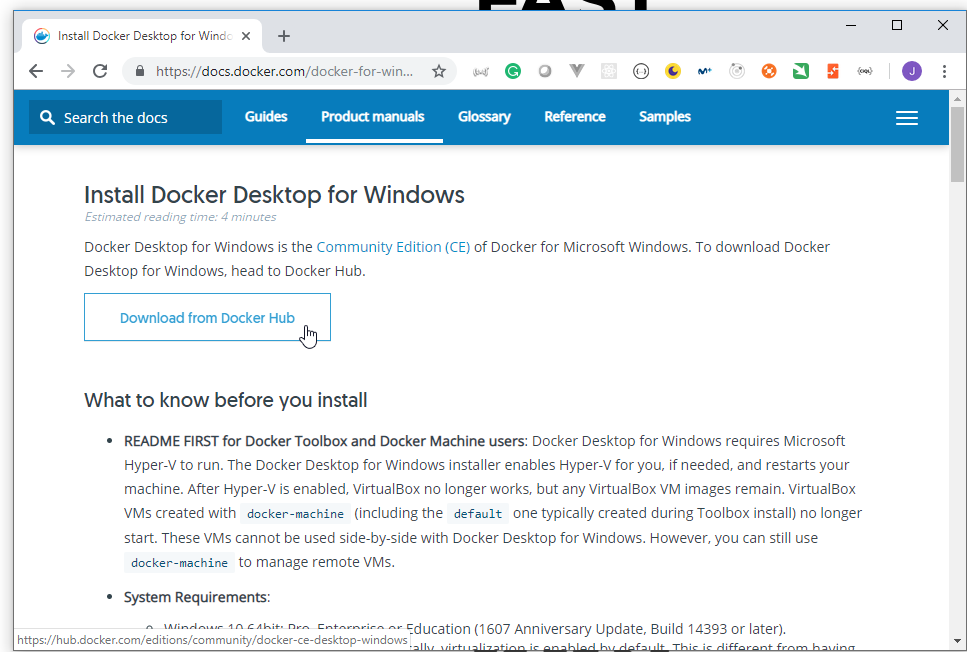 EAST
Install Docker Desktop for Windo
https://docs.docker.com/docker-for-win...
J
Search the docs
Guides
Product manuals
Glossary
Reference
Samples
Install Docker Desktop for Windows
Estimated reading time: 4 minutes
Docker Desktop for Windows is the Community Edition (CE) of Docker for Microsoft Windows. To download Docker
Desktop for Windows, head to Docker Hub.
Download from Docker Hub
What to know before you install
• README FIRST for Docker Toolbox and Docker Machine users: Docker Desktop for Windows requires Microsoft
Hyper-V to run. The Docker Desktop for Windows installer enables Hyper-V for you, if needed, and restarts your
machine. After Hyper-V is enabled, VirtualBox no longer works, but any VirtualBox VM images remain. VirtualBox
VMs created with docker-machine (including the default one typically created during Toolbox install) no longer
start. These VMs cannot be used side-by-side with Docker Desktop for Windows. However, you can still use
docker-machine to manage remote VMs.
• System Requirements:
Windows 10 64bit: Pro, Enterprise or Education (1607 Anniversary Update, Build 14393 or later).
virtualization is enabled by default. This is different from having
https://hub.docker.com/editions/community/docker-ce-desktop-windows